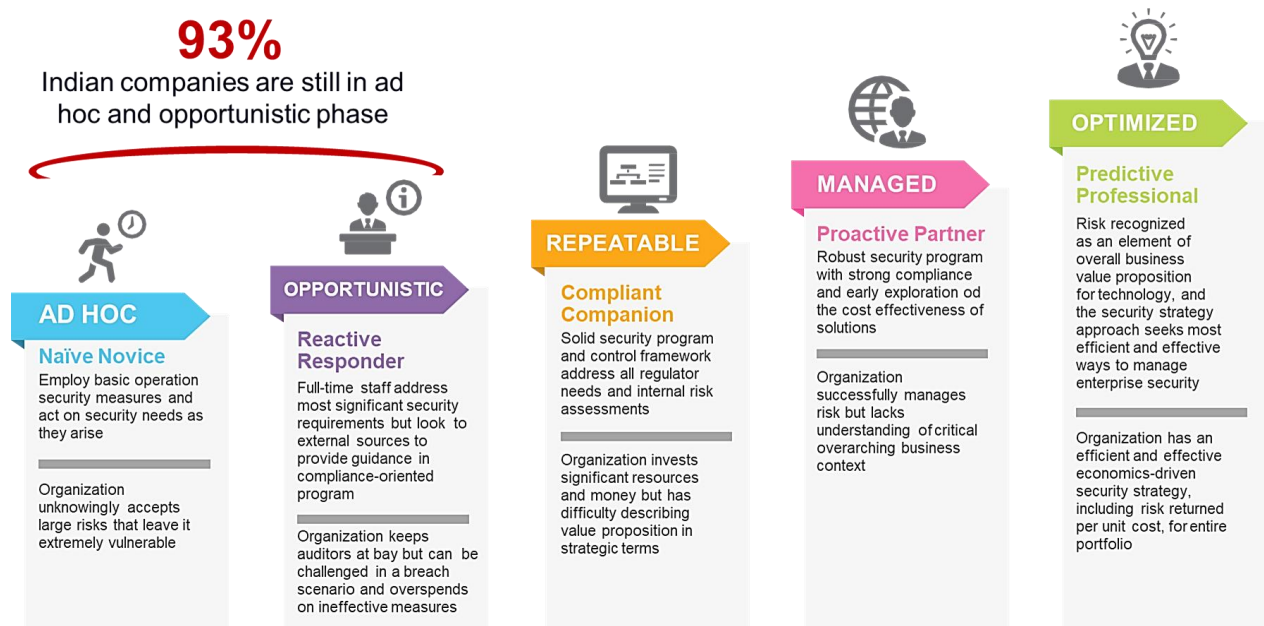 93%
Indian companies are still in ad
hoc and opportunistic phase
AD HOC
Naïve Novice
Employ basic operation
security measures and
act on security needs as
they arise
Organization
unknowingly accepts
large risks that leave it
extremely vulnerable
OPPORTUNISTIC
Reactive
Responder
Full-time staff address
most significant security
requirements but look to
external sources to
provide guidance in
compliance-oriented
program
Organization keeps
auditors at bay but can be
challenged in a breach
scenario and overspends
on ineffective measures
REPEATABLE
Compliant
Companion
Solid security program
and control framework
address all regulator
needs and internal risk
assessments
Organization invests
significant resources
and money but has
difficulty describing
value proposition in
strategic terms
MANAGED
Proactive Partner
Robust security program
with strong compliance
and early exploration od
the cost effectiveness of
solutions
Organization
successfully manages
risk but lacks
understanding of critical
overarching business
context
OPTIMIZED
Predictive
Professional
Risk recognized
as an element of
overall business
value proposition
for technology, and
the security strategy
approach seeks most
efficient and effective
ways to manage
enterprise security
Organization has an
efficient and effective
economics-driven
security strategy,
including risk returned
per unit cost, for entire
portfolio